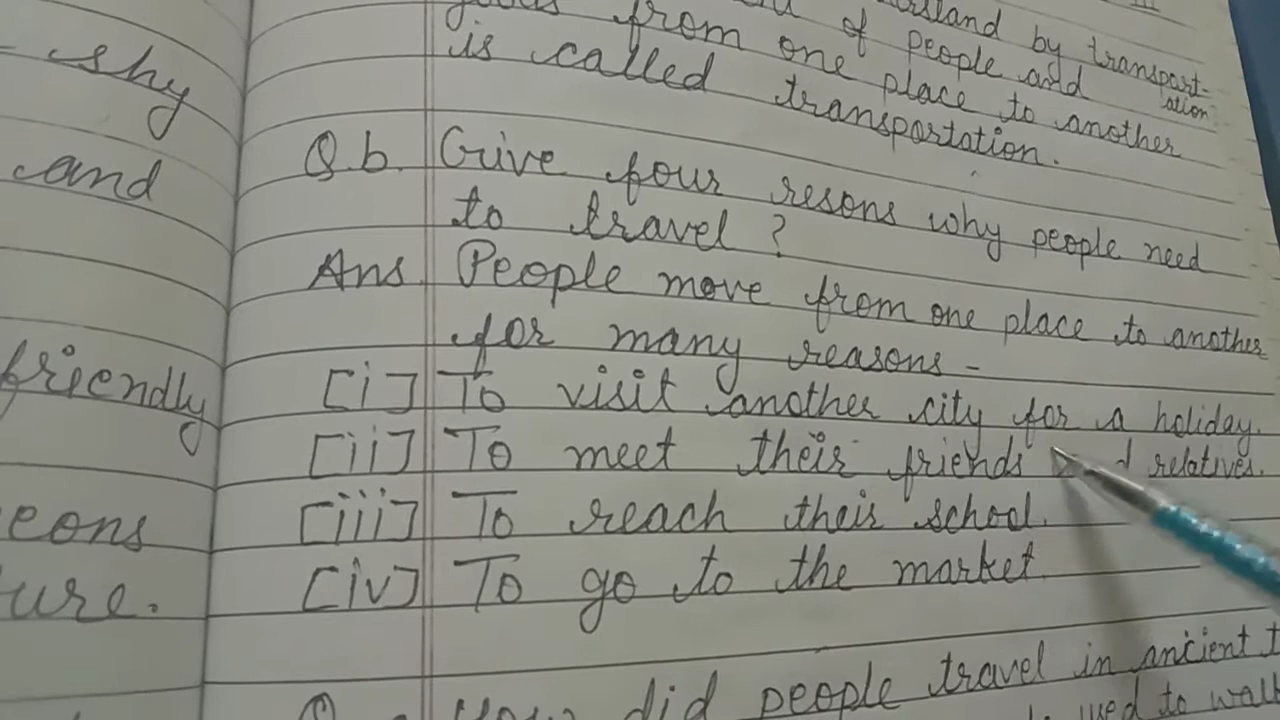 shy
and
friendly
eons
ure.
by transport-
ation
of people and
from one place to another
is called transportation.
Q.b. Give four resons why people need
to travel ?
Ans. People move from one place to another
for many reasons -
[i] To visit another city for a holiday.
[ii] To meet their friends relatives.
[iii] To reach their school.
[iv] To go to the market.
did people travel in ancient
used to walk